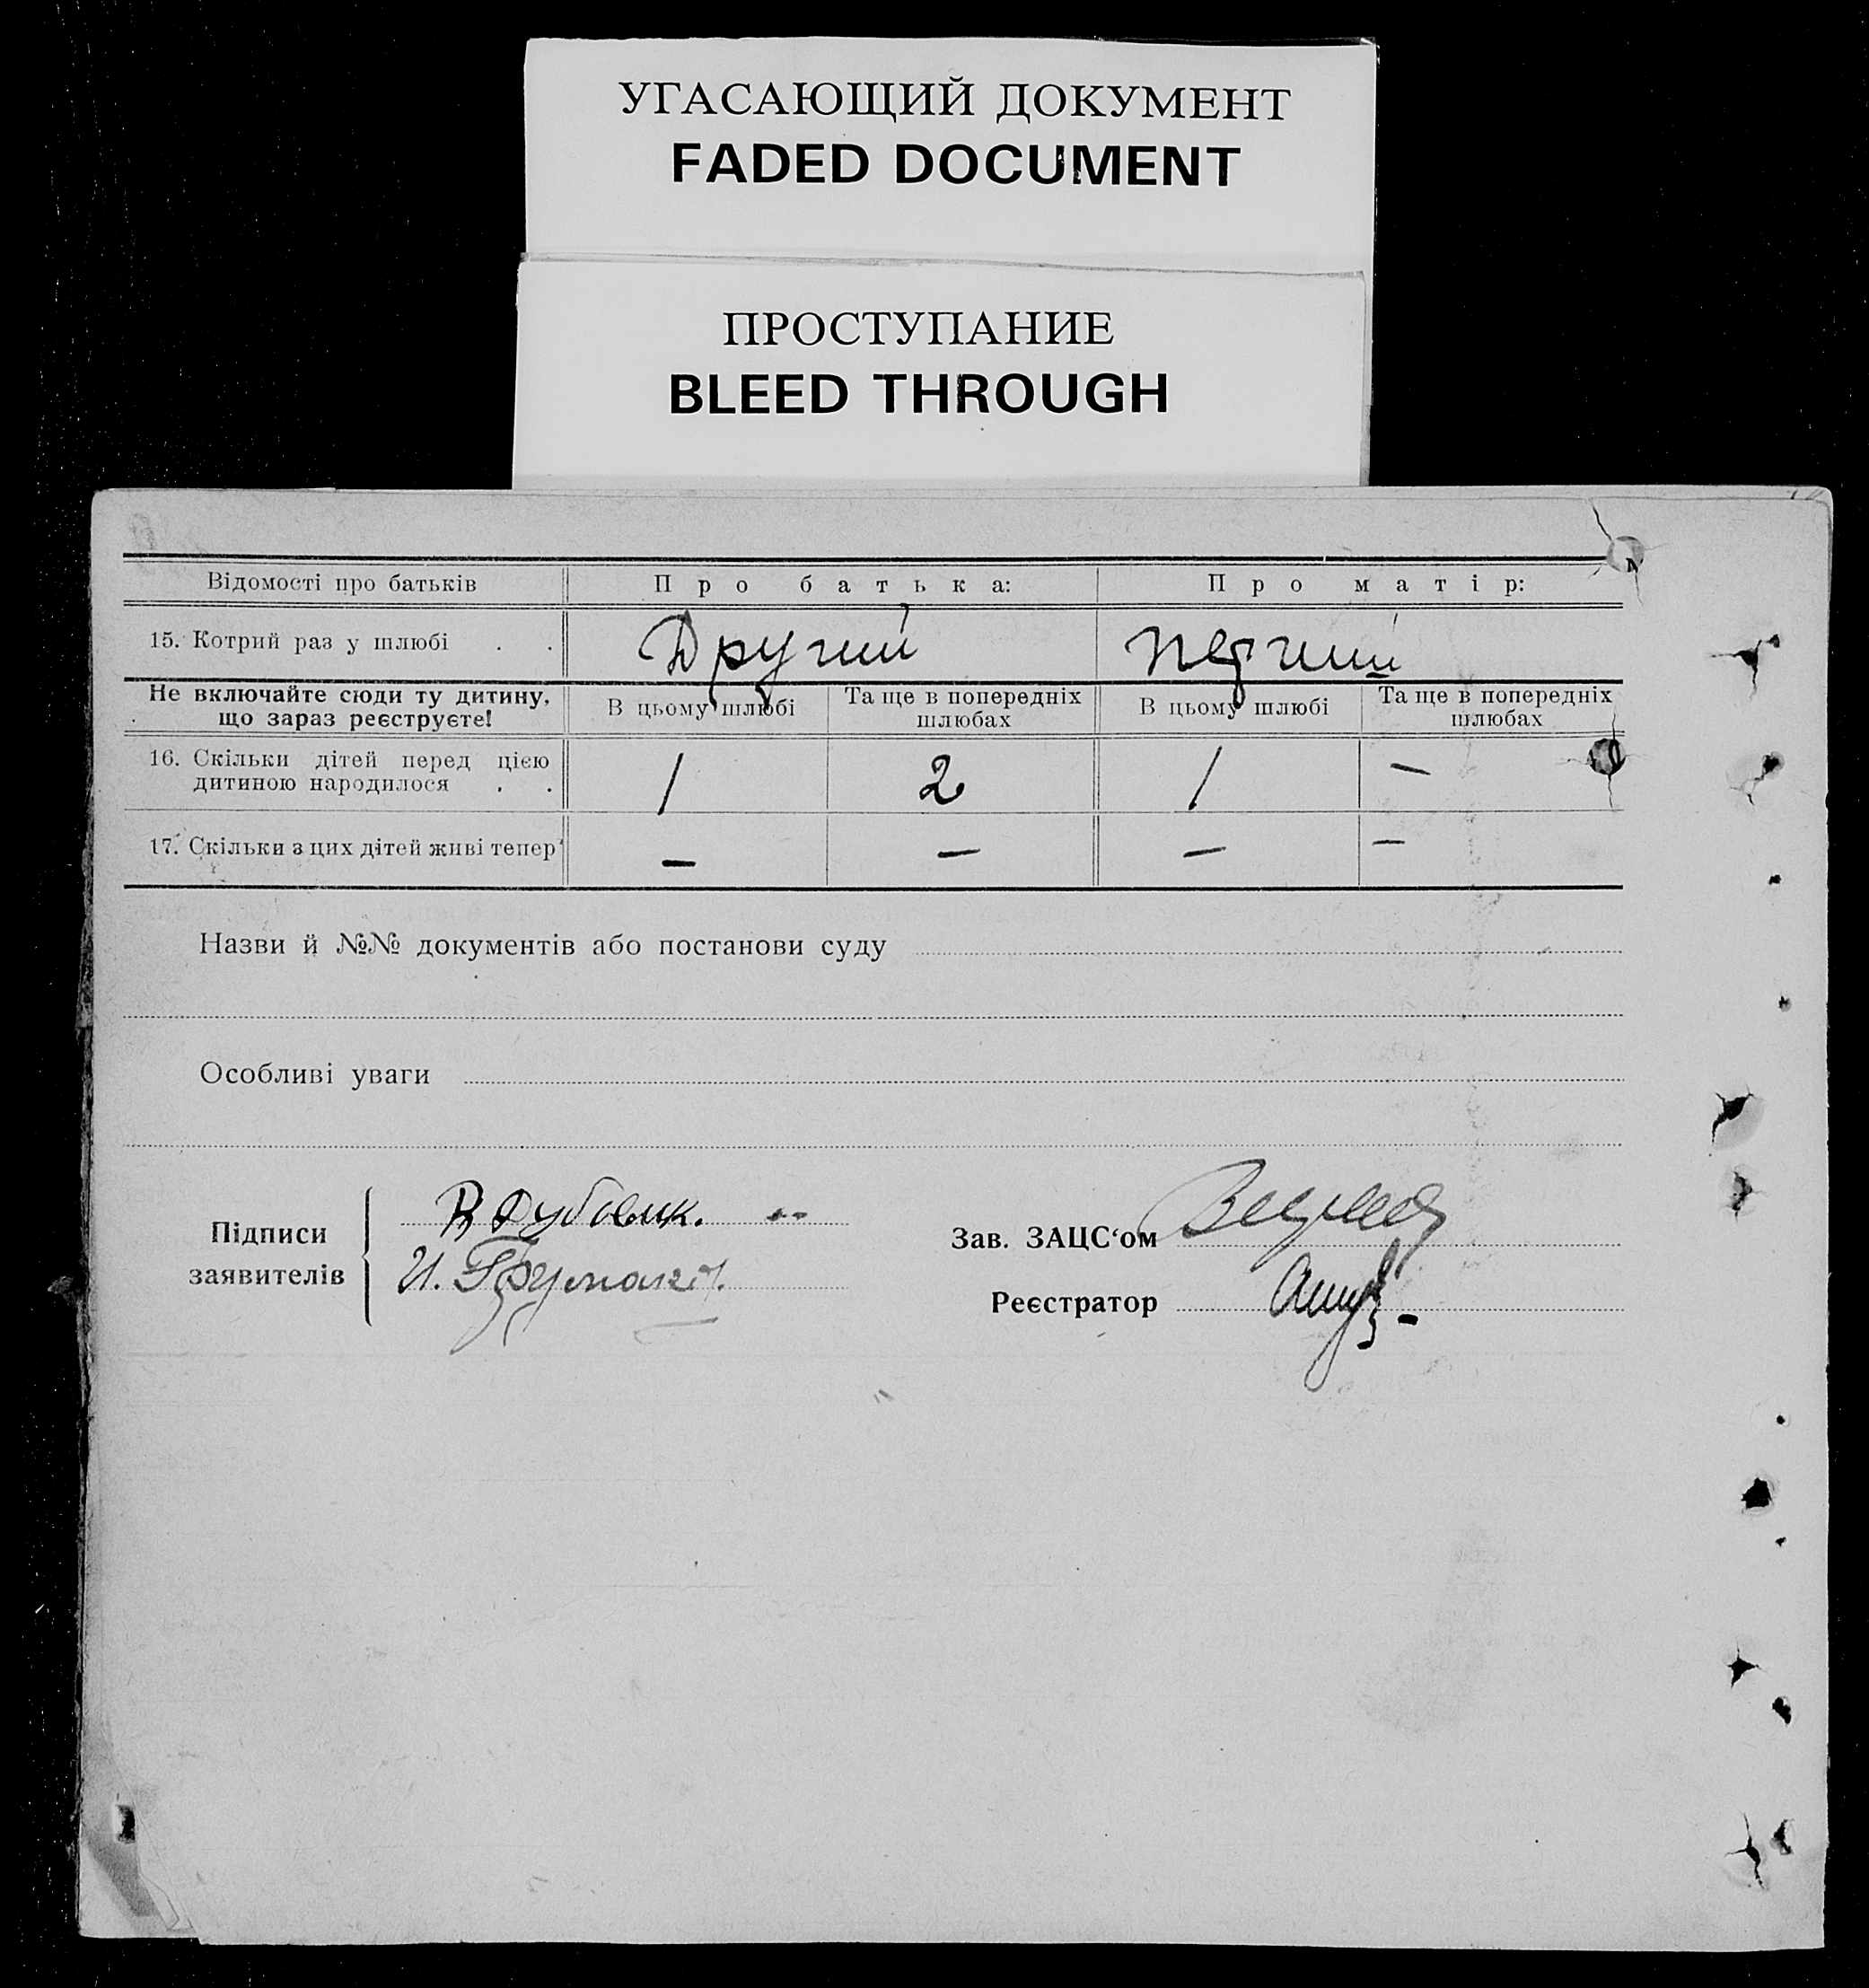 УГАСАЮЩИЙ ДОКУМЕНТ
FADED DOCUMENT
ПРОСТУПАНИЕ
BLEED THROUGH
Відомості про батьків Про батька: Про матір:
15. Котрий раз у шлюбі . . Другий перший
Не включайте сюди ту дитину, що зараз реєструєте! В цьому шлюбі Та ще в попередніх шлюбах В цьому шлюбі Та ще в попередніх шлюбах
16. Скільки дітей перед цією дитиною народилося . . 1 2 1 —
17. Скільки з цих дітей живі тепер — — — —
Назви й №№ документів або постанови суду
Особливі уваги
Підписи заявителів
В Дубовик.
И.
Зав. ЗАЦС‘ом
Реєстратор